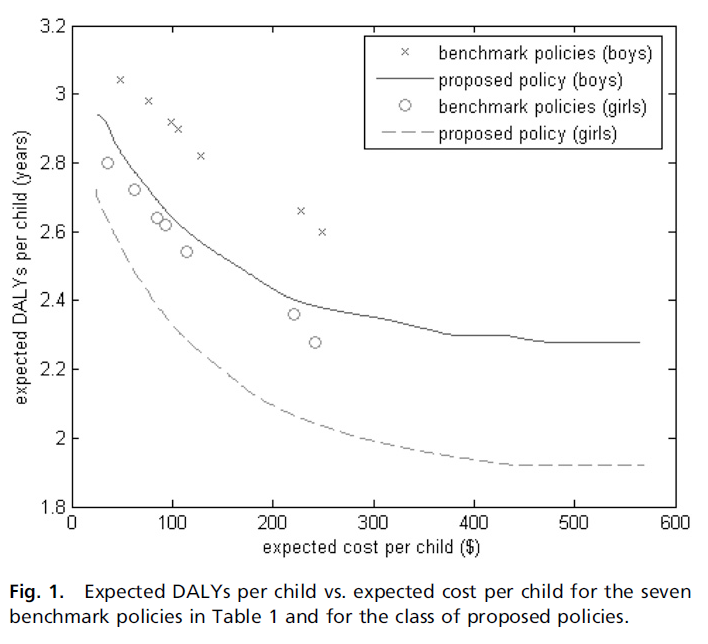 3.2
3
2.8
2.6
2.4
2.2
2
1.8
expected DALYs per child (years)
× benchmark policies (boys)
proposed policy (boys)
benchmark policies (girls)
proposed policy (girls)
0 100 200 300 400 500 600
expected cost per child ($)
Fig. 1. Expected DALYs per child vs. expected cost per child for the seven
benchmark policies in Table 1 and for the class of proposed policies.